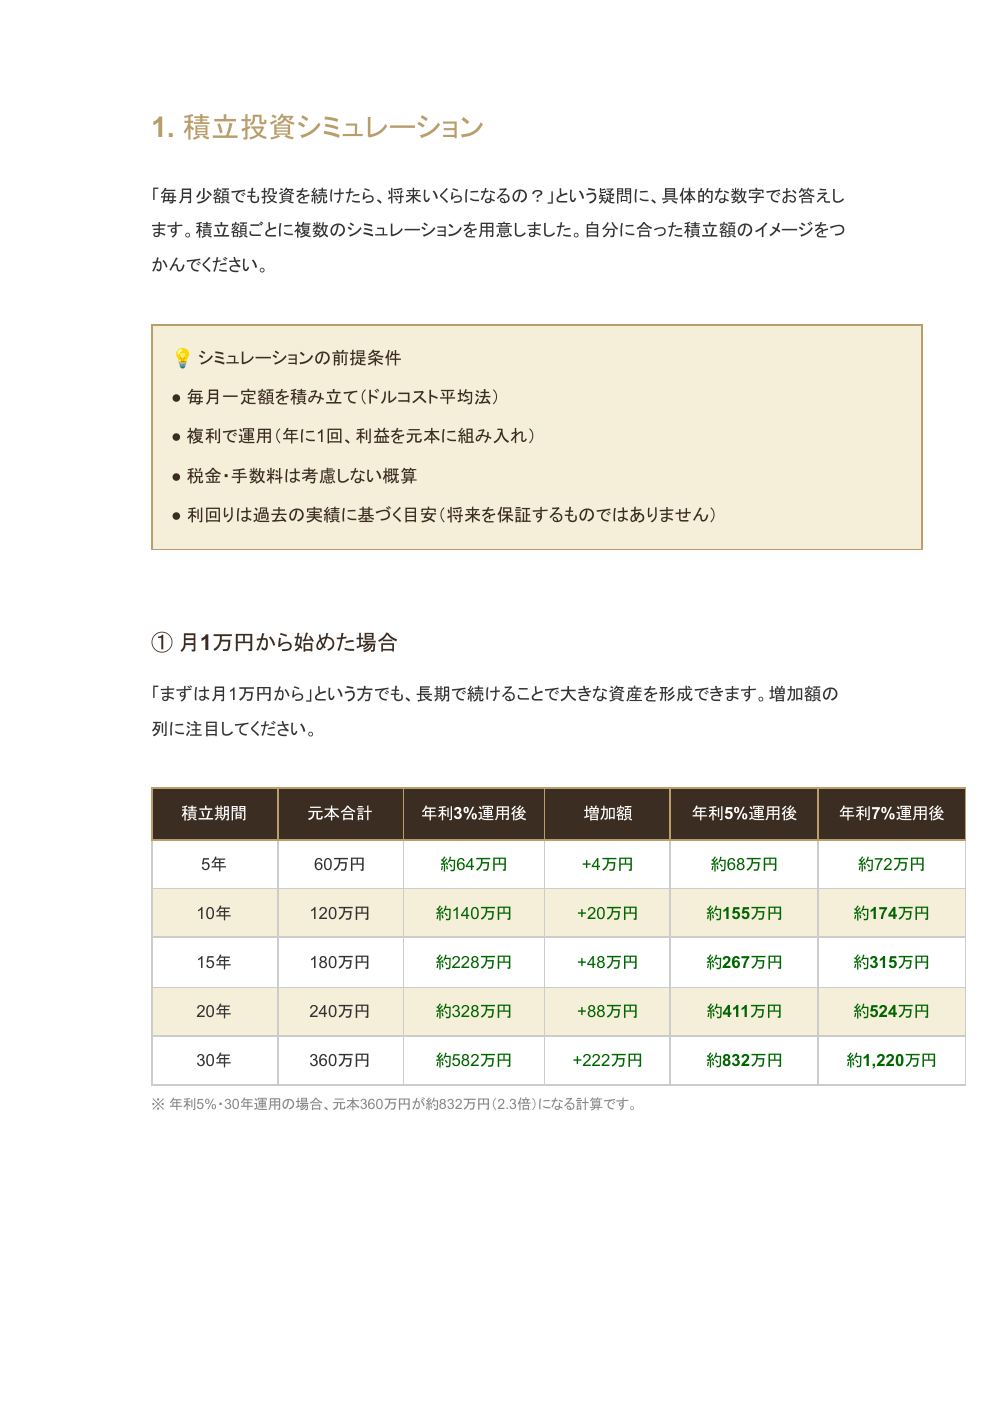 1. 積立投資シミュレーション
「毎月少額でも投資を続けたら、将来いくらになるの？」という疑問に、具体的な数字でお答えし
ます。積立額ごとに複数のシミュレーションを用意しました。自分に合った積立額のイメージをつ
かんでください。
💡 シミュレーションの前提条件
● 毎月一定額を積み立て（ドルコスト平均法）
● 複利で運用（年に1回、利益を元本に組み入れ）
● 税金・手数料は考慮しない概算
● 利回りは過去の実績に基づく目安（将来を保証するものではありません）
① 月1万円から始めた場合
「まずは月1万円から」という方でも、長期で続けることで大きな資産を形成できます。増加額の
列に注目してください。
積立期間 元本合計 年利3%運用後 増加額 年利5%運用後 年利7%運用後
5年 60万円 約64万円 +4万円 約68万円 約72万円
10年 120万円 約140万円 +20万円 約155万円 約174万円
15年 180万円 約228万円 +48万円 約267万円 約315万円
20年 240万円 約328万円 +88万円 約411万円 約524万円
30年 360万円 約582万円 +222万円 約832万円 約1,220万円
※ 年利5%・30年運用の場合、元本360万円が約832万円（2.3倍）になる計算です。